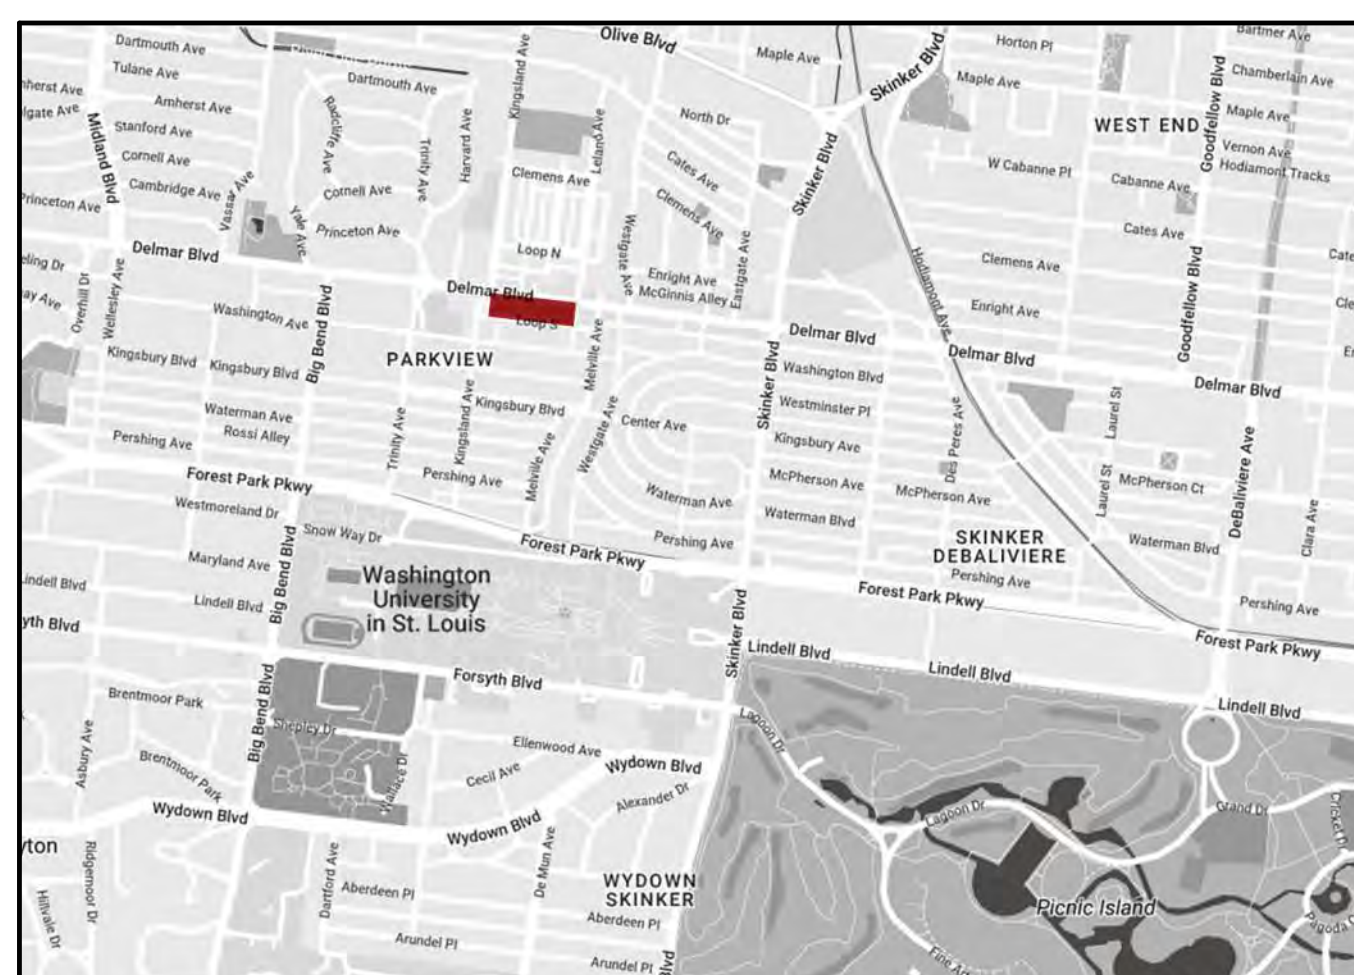 Dartmouth Ave
Olive Blvd
Maple Ave
Skinker Blvd
Horton Pl
Bartmer Ave
Tulane Ave
Dartmouth Ave
Kingsland Ave
Maple Ave
Goodfellow Blvd
Chamberlain Ave
Amherst Ave
Radcliffe Ave
Trinity Ave
Harvard Ave
Leland Ave
North Dr
WEST END
Maple Ave
Midland Blvd
Stanford Ave
Vernon Ave
Cornell Ave
Clemens Ave
Cates Ave
Skinker Blvd
W Cabanne Pl
Cabanne Ave
Hodiamont Tracks
Cambridge Ave
Vassar Ave
Cornell Ave
Clemens Ave
Princeton Ave
Yale Ave
Princeton Ave
Westgate Ave
Eastgate Ave
Cates Ave
Delmar Blvd
Loop N
Enright Ave
Hodiamont Ave
Clemens Ave
Goodfellow Blvd
Overhill Dr
Wellesley Ave
Big Bend Blvd
Delmar Blvd
McGinnis Alley
Enright Ave
Washington Ave
Loop S
Melville Ave
Delmar Blvd
Delmar Blvd
Kingsbury Blvd
Kingsbury Blvd
PARKVIEW
Skinker Blvd
Washington Blvd
Delmar Blvd
Waterman Ave
Kingsbury Blvd
Center Ave
Westminster Pl
Laurel St
Rossi Alley
Trinity Ave
Kingsland Ave
Melville Ave
Westgate Ave
Kingsbury Ave
Des Peres Ave
Pershing Ave
Forest Park Pkwy
Pershing Ave
Waterman Ave
McPherson Ave
McPherson Ave
Laurel St
McPherson Ct
DeBaliviere Ave
Clara Ave
Westmoreland Dr
Snow Way Dr
Forest Park Pkwy
Pershing Ave
Waterman Blvd
SKINKER
DEBALIVIERE
Waterman Blvd
Maryland Ave
Big Bend Blvd
Washington
University
in St. Louis
Pershing Ave
Forest Park Pkwy
Pershing Ave
Lindell Blvd
Lindell Blvd
Skinker Blvd
Forest Park Pkwy
Forsyth Blvd
Lindell Blvd
Lindell Blvd
Lindell Blvd
Brentmoor Park
Big Bend Blvd
Shepley Dr
Wallace Dr
Ellenwood Ave
Lagoon Dr
Asbury Ave
Brentmoor Park
Cecil Ave
Wydown Blvd
Alexander Dr
Wydown Blvd
Wydown Blvd
Lagoon Dr
Grand Dr
Cricket Dr
yton
Ridgemoor Dr
Dartford Ave
De Mun Ave
WYDOWN
SKINKER
Hillvale Dr
Aberdeen Pl
Aberdeen Pl
Picnic Island
Arundel Pl
Arundel Pl